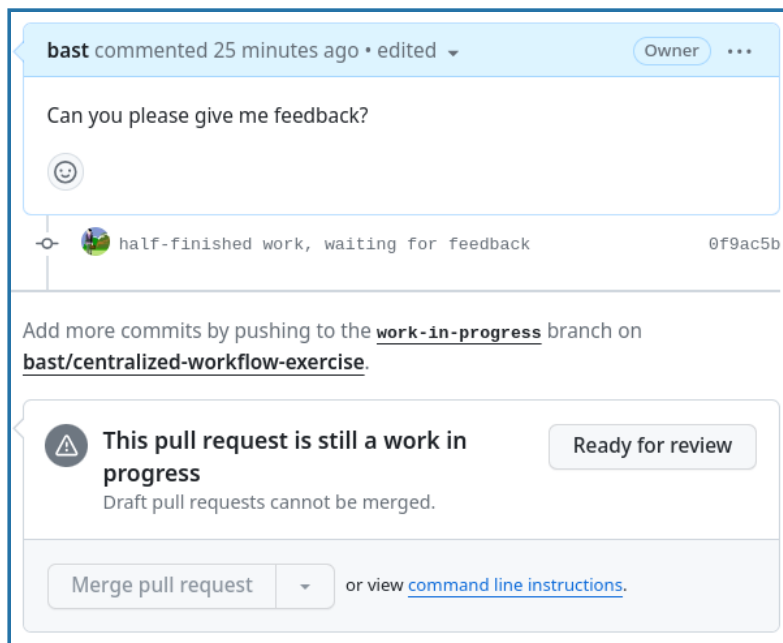 bast commented 25 minutes ago • edited
Owner
Can you please give me feedback?
half-finished work, waiting for feedback
0f9ac5b
Add more commits by pushing to the work-in-progress branch on
bast/centralized-workflow-exercise.
This pull request is still a work in
progress
Ready for review
Draft pull requests cannot be merged.
Merge pull request
or view command line instructions.